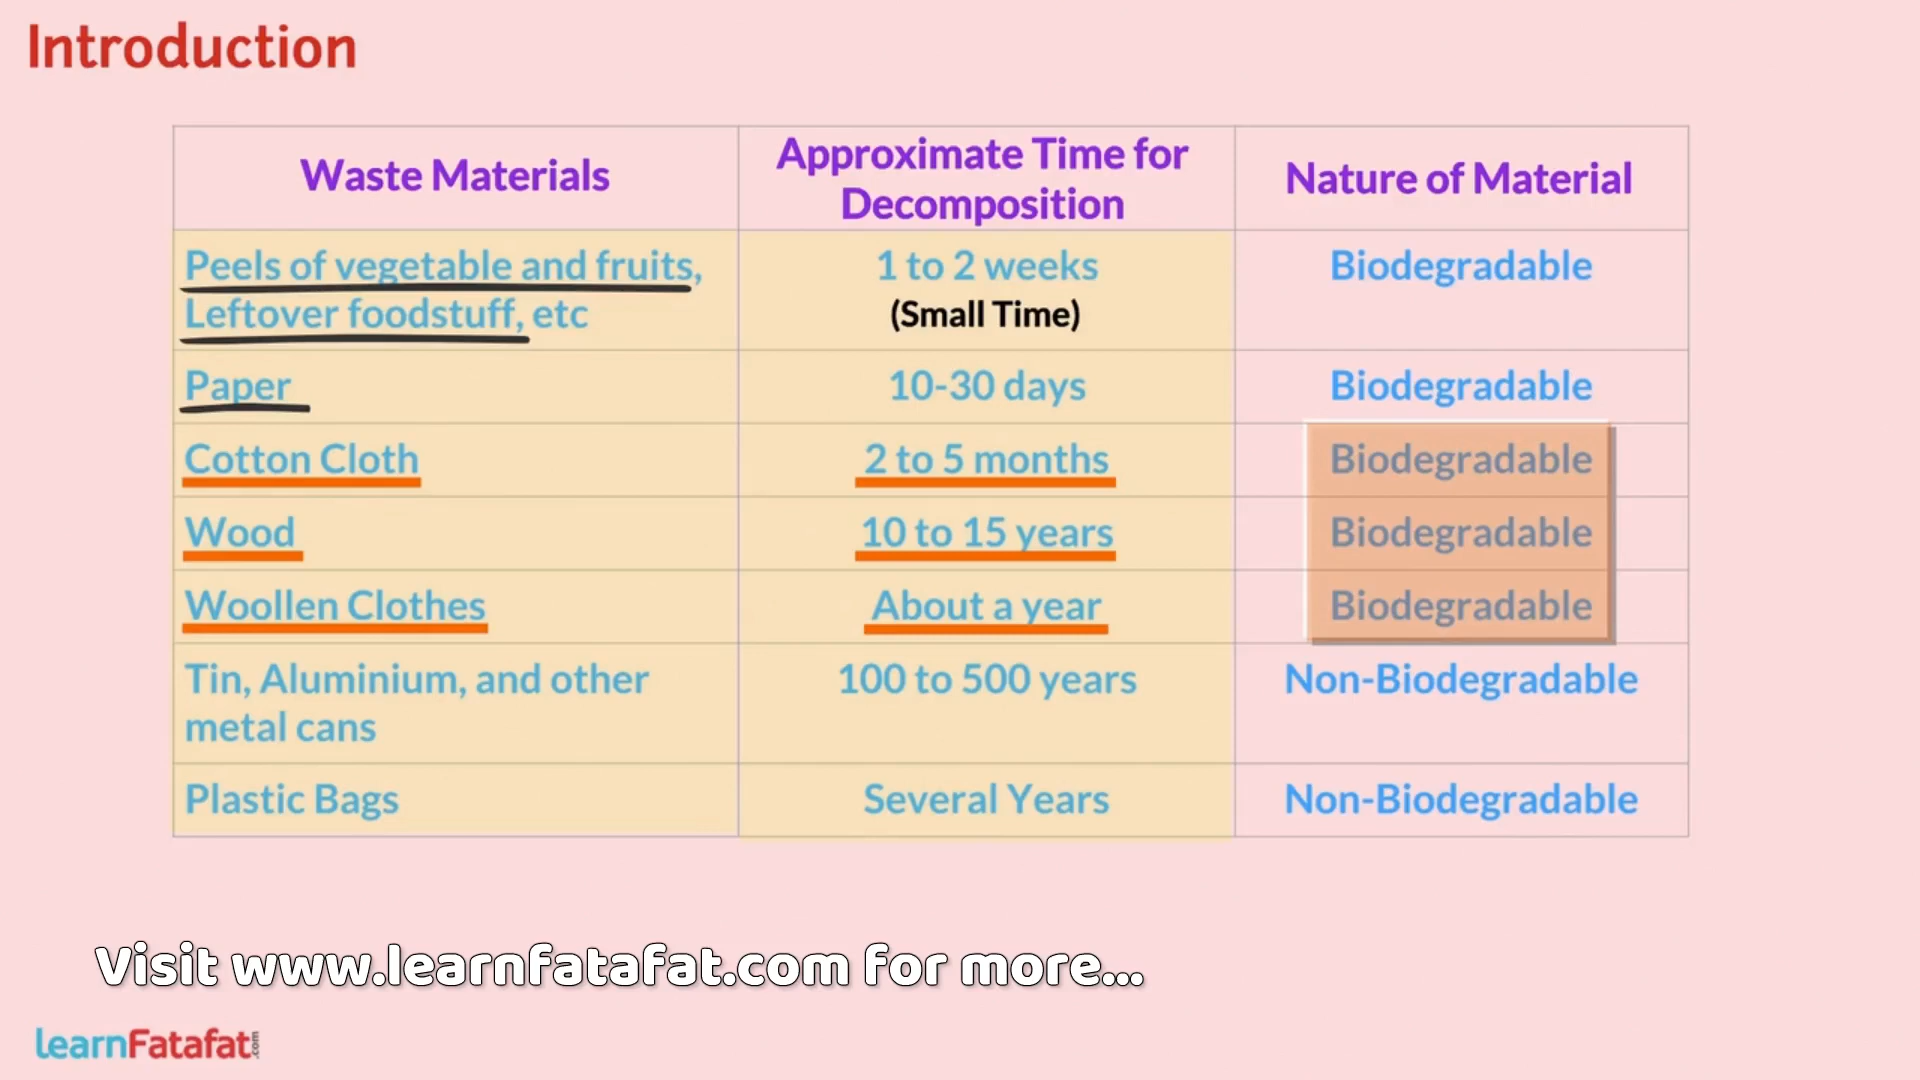 Introduction
Waste Materials
Approximate Time for
Decomposition
Nature of Material
Peels of vegetable and fruits,
Leftover foodstuff, etc
1 to 2 weeks
(Small Time)
Biodegradable
Paper
10-30 days
Biodegradable
Cotton Cloth
2 to 5 months
Biodegradable
Wood
10 to 15 years
Biodegradable
Woollen Clothes
About a year
Biodegradable
Tin, Aluminium, and other
metal cans
100 to 500 years
Non-Biodegradable
Plastic Bags
Several Years
Non-Biodegradable
Visit www.learnfatafat.com for more...
learnFatafat.com